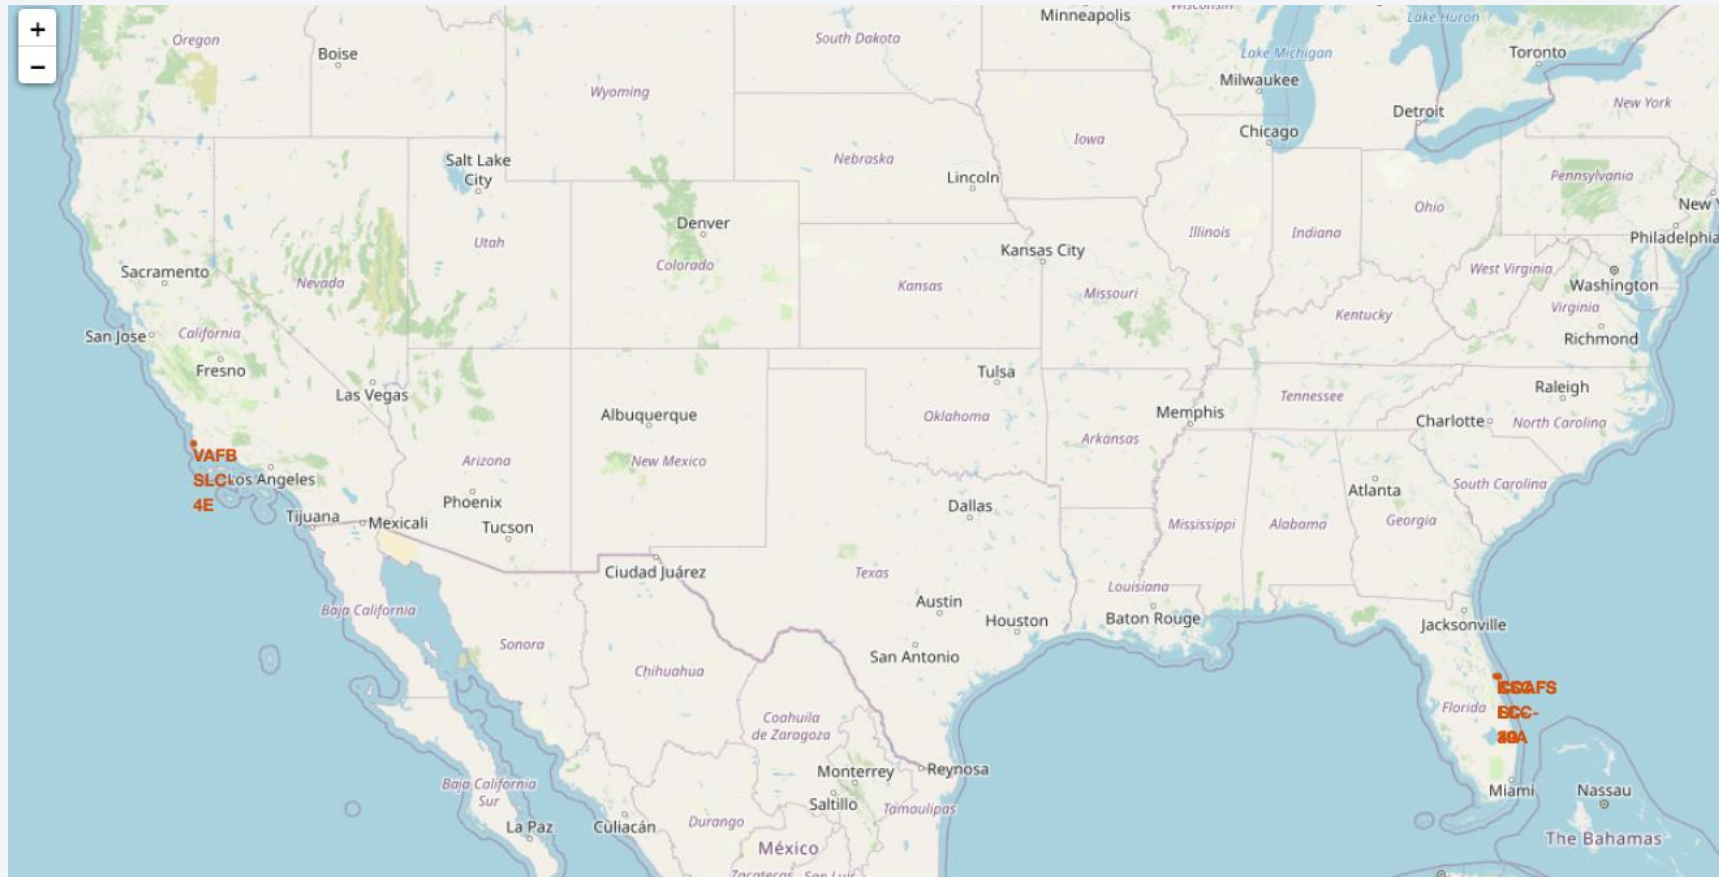 +
−
Oregon
Boise
South Dakota
Minneapolis
Wisconsin
Lake Huron
Lake Michigan
Toronto
Milwaukee
Wyoming
New York
Detroit
Chicago
Iowa
Nebraska
Salt Lake
City
Lincoln
Pennsylvania
Denver
Ohio
New Y
Utah
Illinois
Indiana
Philadelphia
Kansas City
Colorado
West Virginia
Sacramento
Nevada
Kansas
Missouri
Washington
Virginia
Kentucky
San Jose
California
Richmond
Fresno
Tulsa
Raleigh
Las Vegas
Tennessee
Albuquerque
Oklahoma
Memphis
Charlotte
North Carolina
Arkansas
VAFB
SLC-
4E
Los Angeles
Arizona
New Mexico
South Carolina
Atlanta
Phoenix
Dallas
Tijuana
Mexicali
Tucson
Mississippi
Alabama
Georgia
Ciudad Juárez
Texas
Louisiana
Baja California
Austin
Houston
Baton Rouge
Jacksonville
Sonora
San Antonio
Chihuahua
Florida
Coahuila
de Zaragoza
Monterrey
Reynosa
Baja California
Sur
Saltillo
Tamaulipas
Miami
Nassau
La Paz
Culiacán
Durango
México
The Bahamas
Zacatecas
San Luis